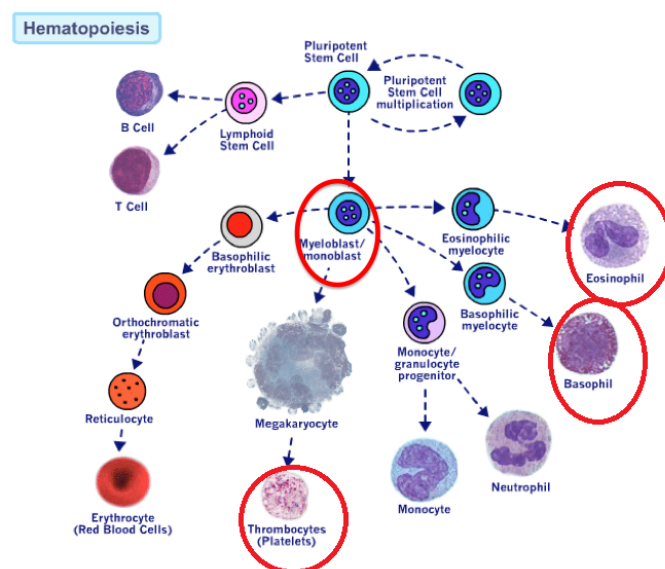 Hematopoiesis
Pluripotent
Stem Cell
Pluripotent
Stem Cell
multiplication
B Cell
Lymphoid
Stem Cell
T Cell
Myeloblast/
monoblast
Basophilic
erythroblast
Eosinophilic
myelocyte
Eosinophil
Orthochromatic
erythroblast
Basophilic
myelocyte
Monocyte/
granulocyte
progenitor
Basophil
Reticulocyte
Megakaryocyte
Neutrophil
Monocyte
Erythrocyte
(Red Blood Cells)
Thrombocytes
(Platelets)